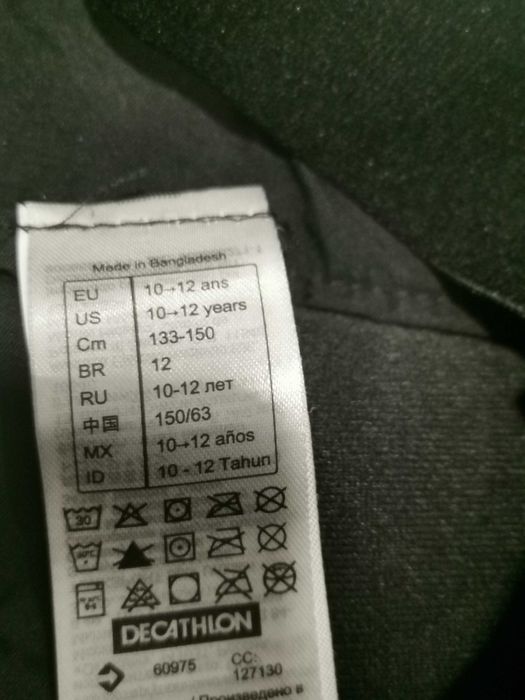 Made in Bangladesh
EU 10→12 ans
US 10→12 years
Cm 133-150
BR 12
RU 10-12 лет
中国 150/63
MX 10→12 años
ID 10 - 12 Tahun
30
DECATHLON
60975 CC:
127130
/ Произведено в